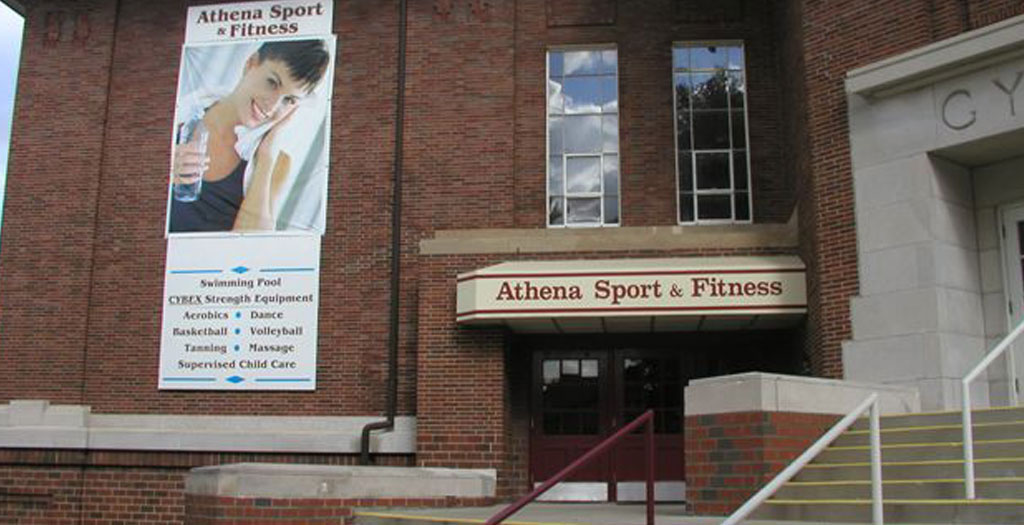 Athena Sport
& Fitness
Swimming Pool
CYBEX Strength Equipment
Aerobics • Dance
Basketball • Volleyball
Tanning • Massage
Supervised Child Care
Athena Sport & Fitness
GY